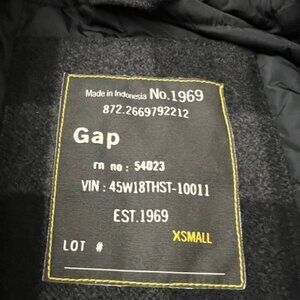 Made in Indonesia No.1969
872.2669792212
Gap
rn no : 54023
VIN : 45W18THST-10011
EST.1969
XSMALL
LOT #